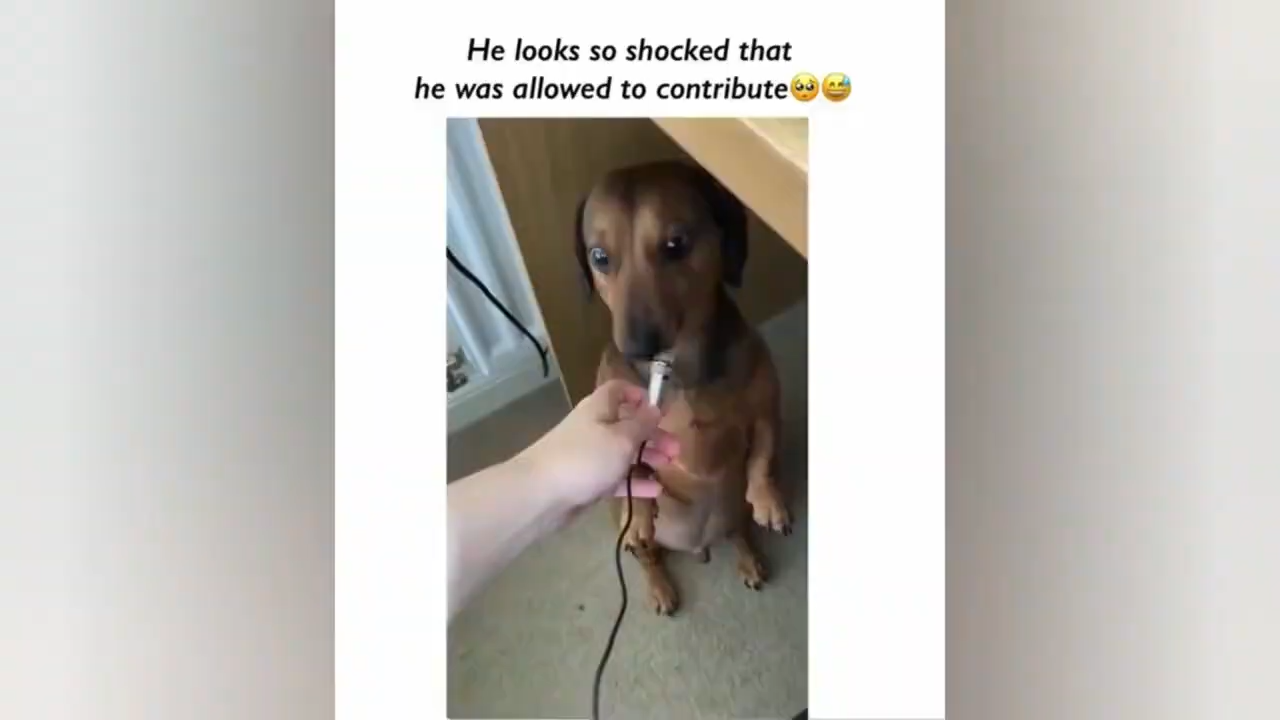 He looks so shocked that
he was allowed to contribute🥺😅